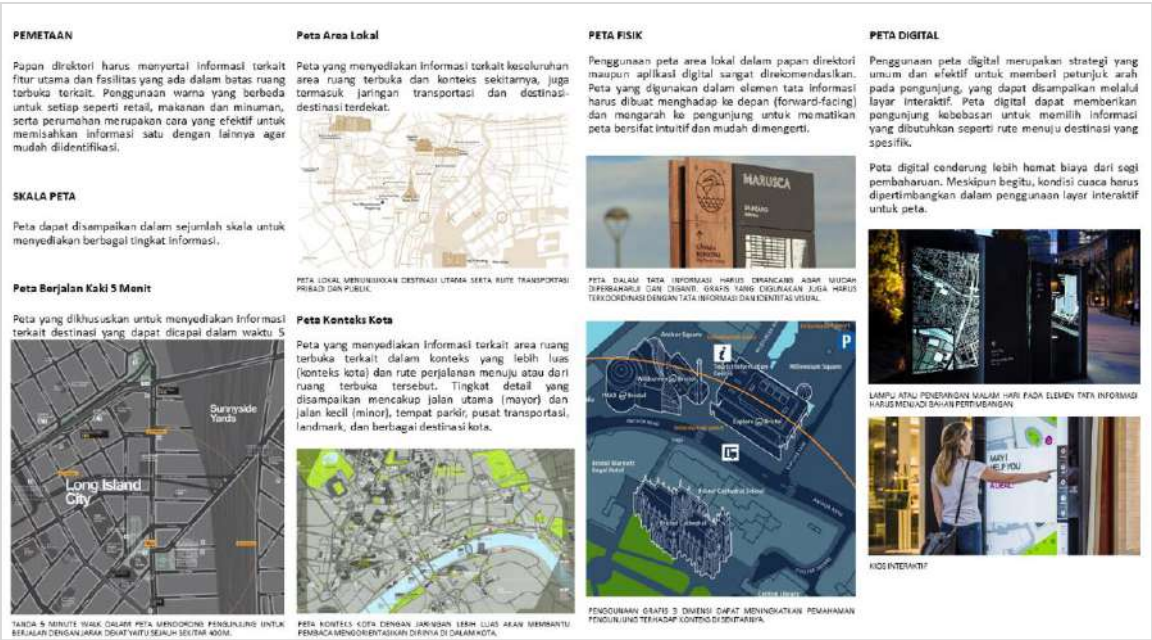 PEMETAAN
Papan direktori harus menyertai informasi terkait
fitur utama dan fasilitas yang ada dalam batas ruang
terbuka terkait. Penggunaan warna yang berbeda
untuk setiap seperti retail, makanan dan minuman,
serta perumahan merupakan cara yang efektif untuk
memisahkan informasi satu dengan lainnya agar
mudah diidentifikasi.
SKALA PETA
Peta dapat disampaikan dalam sejumlah skala untuk
menyediakan berbagai tingkat informasi.
Peta Berjalan Kaki 5 Menit
Peta yang dikhususkan untuk menyediakan informasi
terkait destinasi yang dapat dicapai dalam waktu 5
Sunnyside
Yards
Long Island
City
TANDA 5 MINUTE WALK DALAM PETA MENDORONG PENGUNJUNG UNTUK
BERJALAN DENGAN JARAK DEKAT YAITU SEJAUH SEKITAR 400M.
Peta Area Lokal
Peta yang menyediakan informasi terkait keseluruhan
area ruang terbuka dan konteks sekitarnya, juga
termasuk jaringan transportasi dan destinasi-
destinasi terdekat.
TOKYO
PETA LOKAL MENUNJUKKAN DESTINASI UTAMA SERTA RUTE TRANSPORTASI
PRIBADI DAN PUBLIK.
Peta Konteks Kota
Peta yang menyediakan informasi terkait area ruang
terbuka terkait dalam konteks yang lebih luas
(konteks kota) dan rute perjalanan menuju atau dari
ruang terbuka tersebut. Tingkat detail yang
disampaikan mencakup jalan utama (mayor) dan
jalan kecil (minor), tempat parkir, pusat transportasi,
landmark, dan berbagai destinasi kota.
PETA KONTEKS KOTA DENGAN JARINGAN LEBIH LUAS AKAN MEMBANTU
PEMBACA MENGORIENTASIKAN DIRINYA DI DALAM KOTA.
PETA FISIK
Penggunaan peta area lokal dalam papan direktori
maupun aplikasi digital sangat direkomendasikan.
Peta yang digunakan dalam elemen tata informasi
harus dibuat menghadap ke depan (forward-facing)
dan mengarah ke pengunjung untuk mematikan
peta bersifat intuitif dan mudah dimengerti.
MARUSCA
PETA DALAM TATA INFORMASI HARUS DIRANCANG AGAR MUDAH
DIPERBAHARUI DAN DIGANTI. GRAFIS YANG DIGUNAKAN JUGA HARUS
TERKOORDINASI DENGAN TATA INFORMASI DAN IDENTITAS VISUAL.
Anchor Square
Millennium Square
P
i
Tourist Information
Explore @ Bristol
Bristol Marriott
Royal Hotel
Bristol Cathedral School
Bristol Cathedral
Central Library
PENGGUNAAN GRAFIS 3 DIMENSI DAPAT MENINGKATKAN PEMAHAMAN
PENGUNJUNG TERHADAP KONTEKS DI SEKITARNYA.
PETA DIGITAL
Penggunaan peta digital merupakan strategi yang
umum dan efektif untuk memberi petunjuk arah
pada pengunjung, yang dapat disampaikan melalui
layar interaktif. Peta digital dapat memberikan
pengunjung kebebasan untuk memilih informasi
yang dibutuhkan seperti rute menuju destinasi yang
spesifik.
Peta digital cenderung lebih hemat biaya dari segi
pembaharuan. Meskipun begitu, kondisi cuaca harus
dipertimbangkan dalam penggunaan layar interaktif
untuk peta.
LAMPU ATAU PENERANGAN MALAM HARI PADA ELEMEN TATA INFORMASI
HARUS MENJADI BAHAN PERTIMBANGAN
MAY I
HELP YOU
KIOS INTERAKTIF